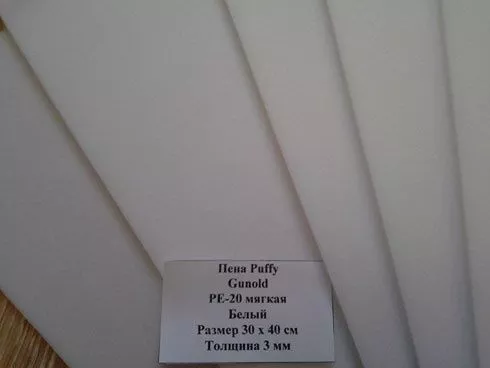 Пена Puffy
Gunold
PE-20 мягкая
Белый
Размер 30 x 40 см
Толщина 3 мм